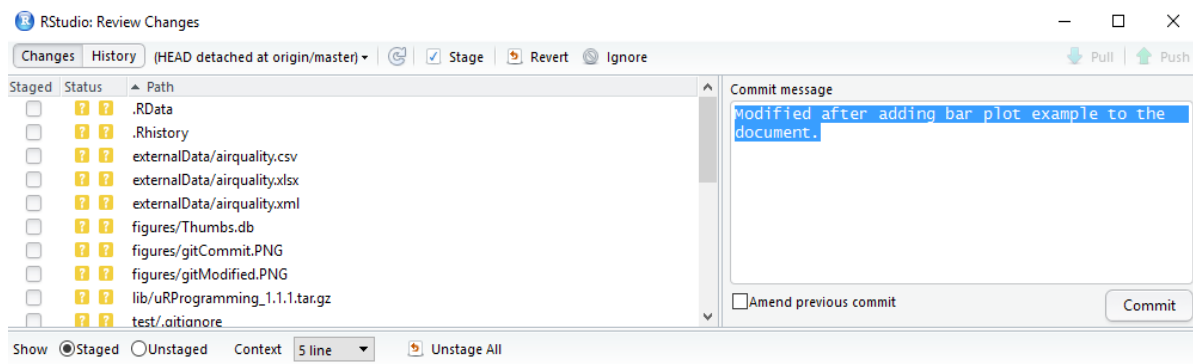 RStudio: Review Changes
Changes History (HEAD detached at origin/master) Stage Revert Ignore Pull Push
Staged Status Path
.RData
.Rhistory
externalData/airquality.csv
externalData/airquality.xlsx
externalData/airquality.xml
figures/Thumbs.db
figures/gitCommit.PNG
figures/gitModified.PNG
lib/uRProgramming_1.1.1.tar.gz
test/.gitignore
Commit message
Modified after adding bar plot example to the
document.
Amend previous commit
Commit
Show Staged Unstaged Context 5 line Unstage All